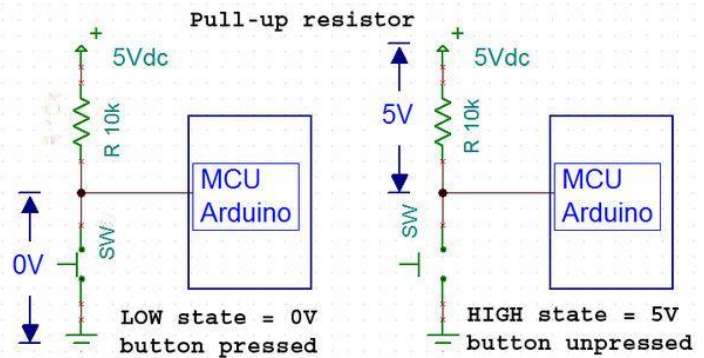 Pull-up resistor
+
5Vdc
R 10k
MCU
Arduino
SW
0V
LOW state = 0V
button pressed
+
5Vdc
5V
R 10k
MCU
Arduino
SW
HIGH state = 5V
button unpressed